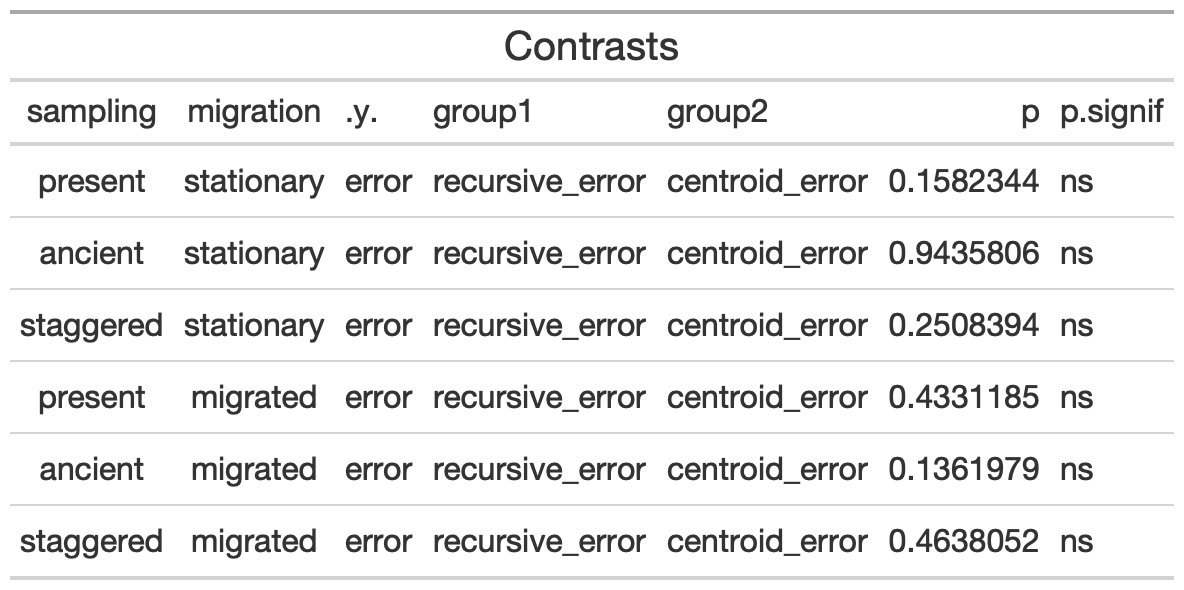 Contrasts
sampling migration .y. group1 group2 p p.signif
present stationary error recursive_error centroid_error 0.1582344 ns
ancient stationary error recursive_error centroid_error 0.9435806 ns
staggered stationary error recursive_error centroid_error 0.2508394 ns
present migrated error recursive_error centroid_error 0.4331185 ns
ancient migrated error recursive_error centroid_error 0.1361979 ns
staggered migrated error recursive_error centroid_error 0.4638052 ns